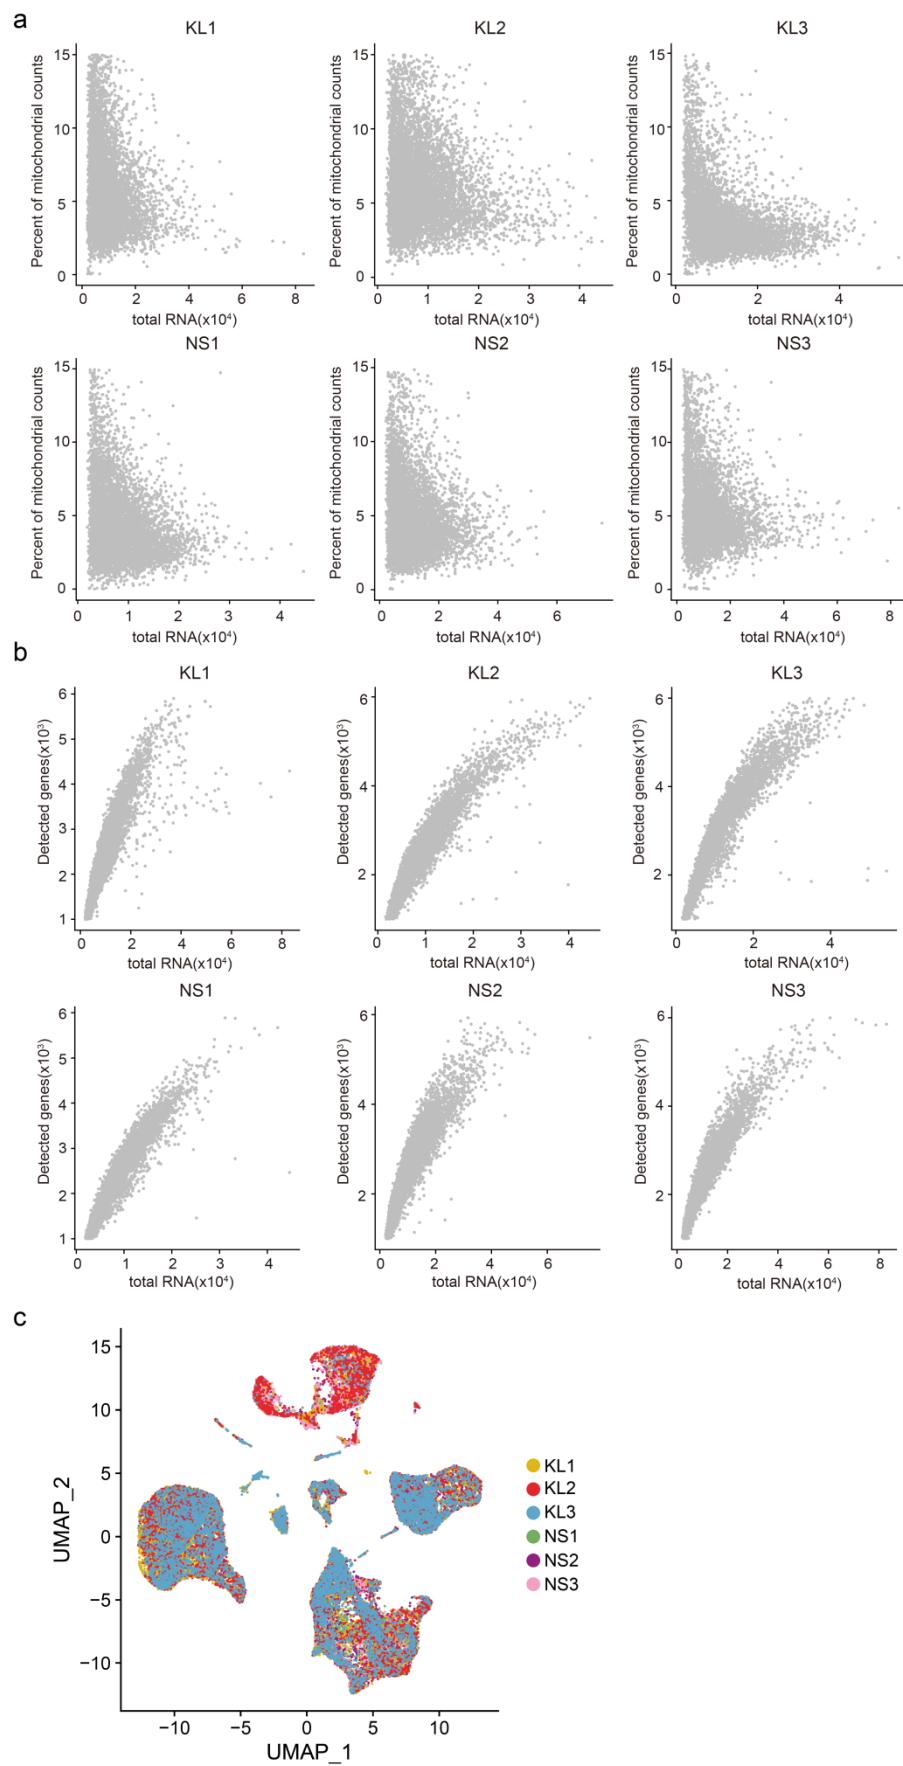 a
KL1
KL2
KL3
Percent of mitochondrial counts
15
10
5
0
0 2 4 6 8
total RNA(x10⁴)
Percent of mitochondrial counts
15
10
5
0
0 1 2 3 4
total RNA(x10⁴)
Percent of mitochondrial counts
15
10
5
0
0 2 4
total RNA(x10⁴)
NS1
NS2
NS3
Percent of mitochondrial counts
15
10
5
0
0 1 2 3 4
total RNA(x10⁴)
Percent of mitochondrial counts
15
10
5
0
0 2 4 6
total RNA(x10⁴)
Percent of mitochondrial counts
15
10
5
0
0 2 4 6 8
total RNA(x10⁴)
b
KL1
KL2
KL3
Detected genes(x10³)
6
5
4
3
2
1
0 2 4 6 8
total RNA(x10⁴)
Detected genes(x10³)
6
4
2
0 1 2 3 4
total RNA(x10⁴)
Detected genes(x10³)
6
4
2
0 2 4
total RNA(x10⁴)
NS1
NS2
NS3
Detected genes(x10³)
6
5
4
3
2
1
0 1 2 3 4
total RNA(x10⁴)
Detected genes(x10³)
6
4
2
0 2 4 6
total RNA(x10⁴)
Detected genes(x10³)
6
4
2
0 2 4 6 8
total RNA(x10⁴)
c
UMAP_2
15
10
5
0
−5
−10
−10 −5 0 5 10
UMAP_1
KL1
KL2
KL3
NS1
NS2
NS3